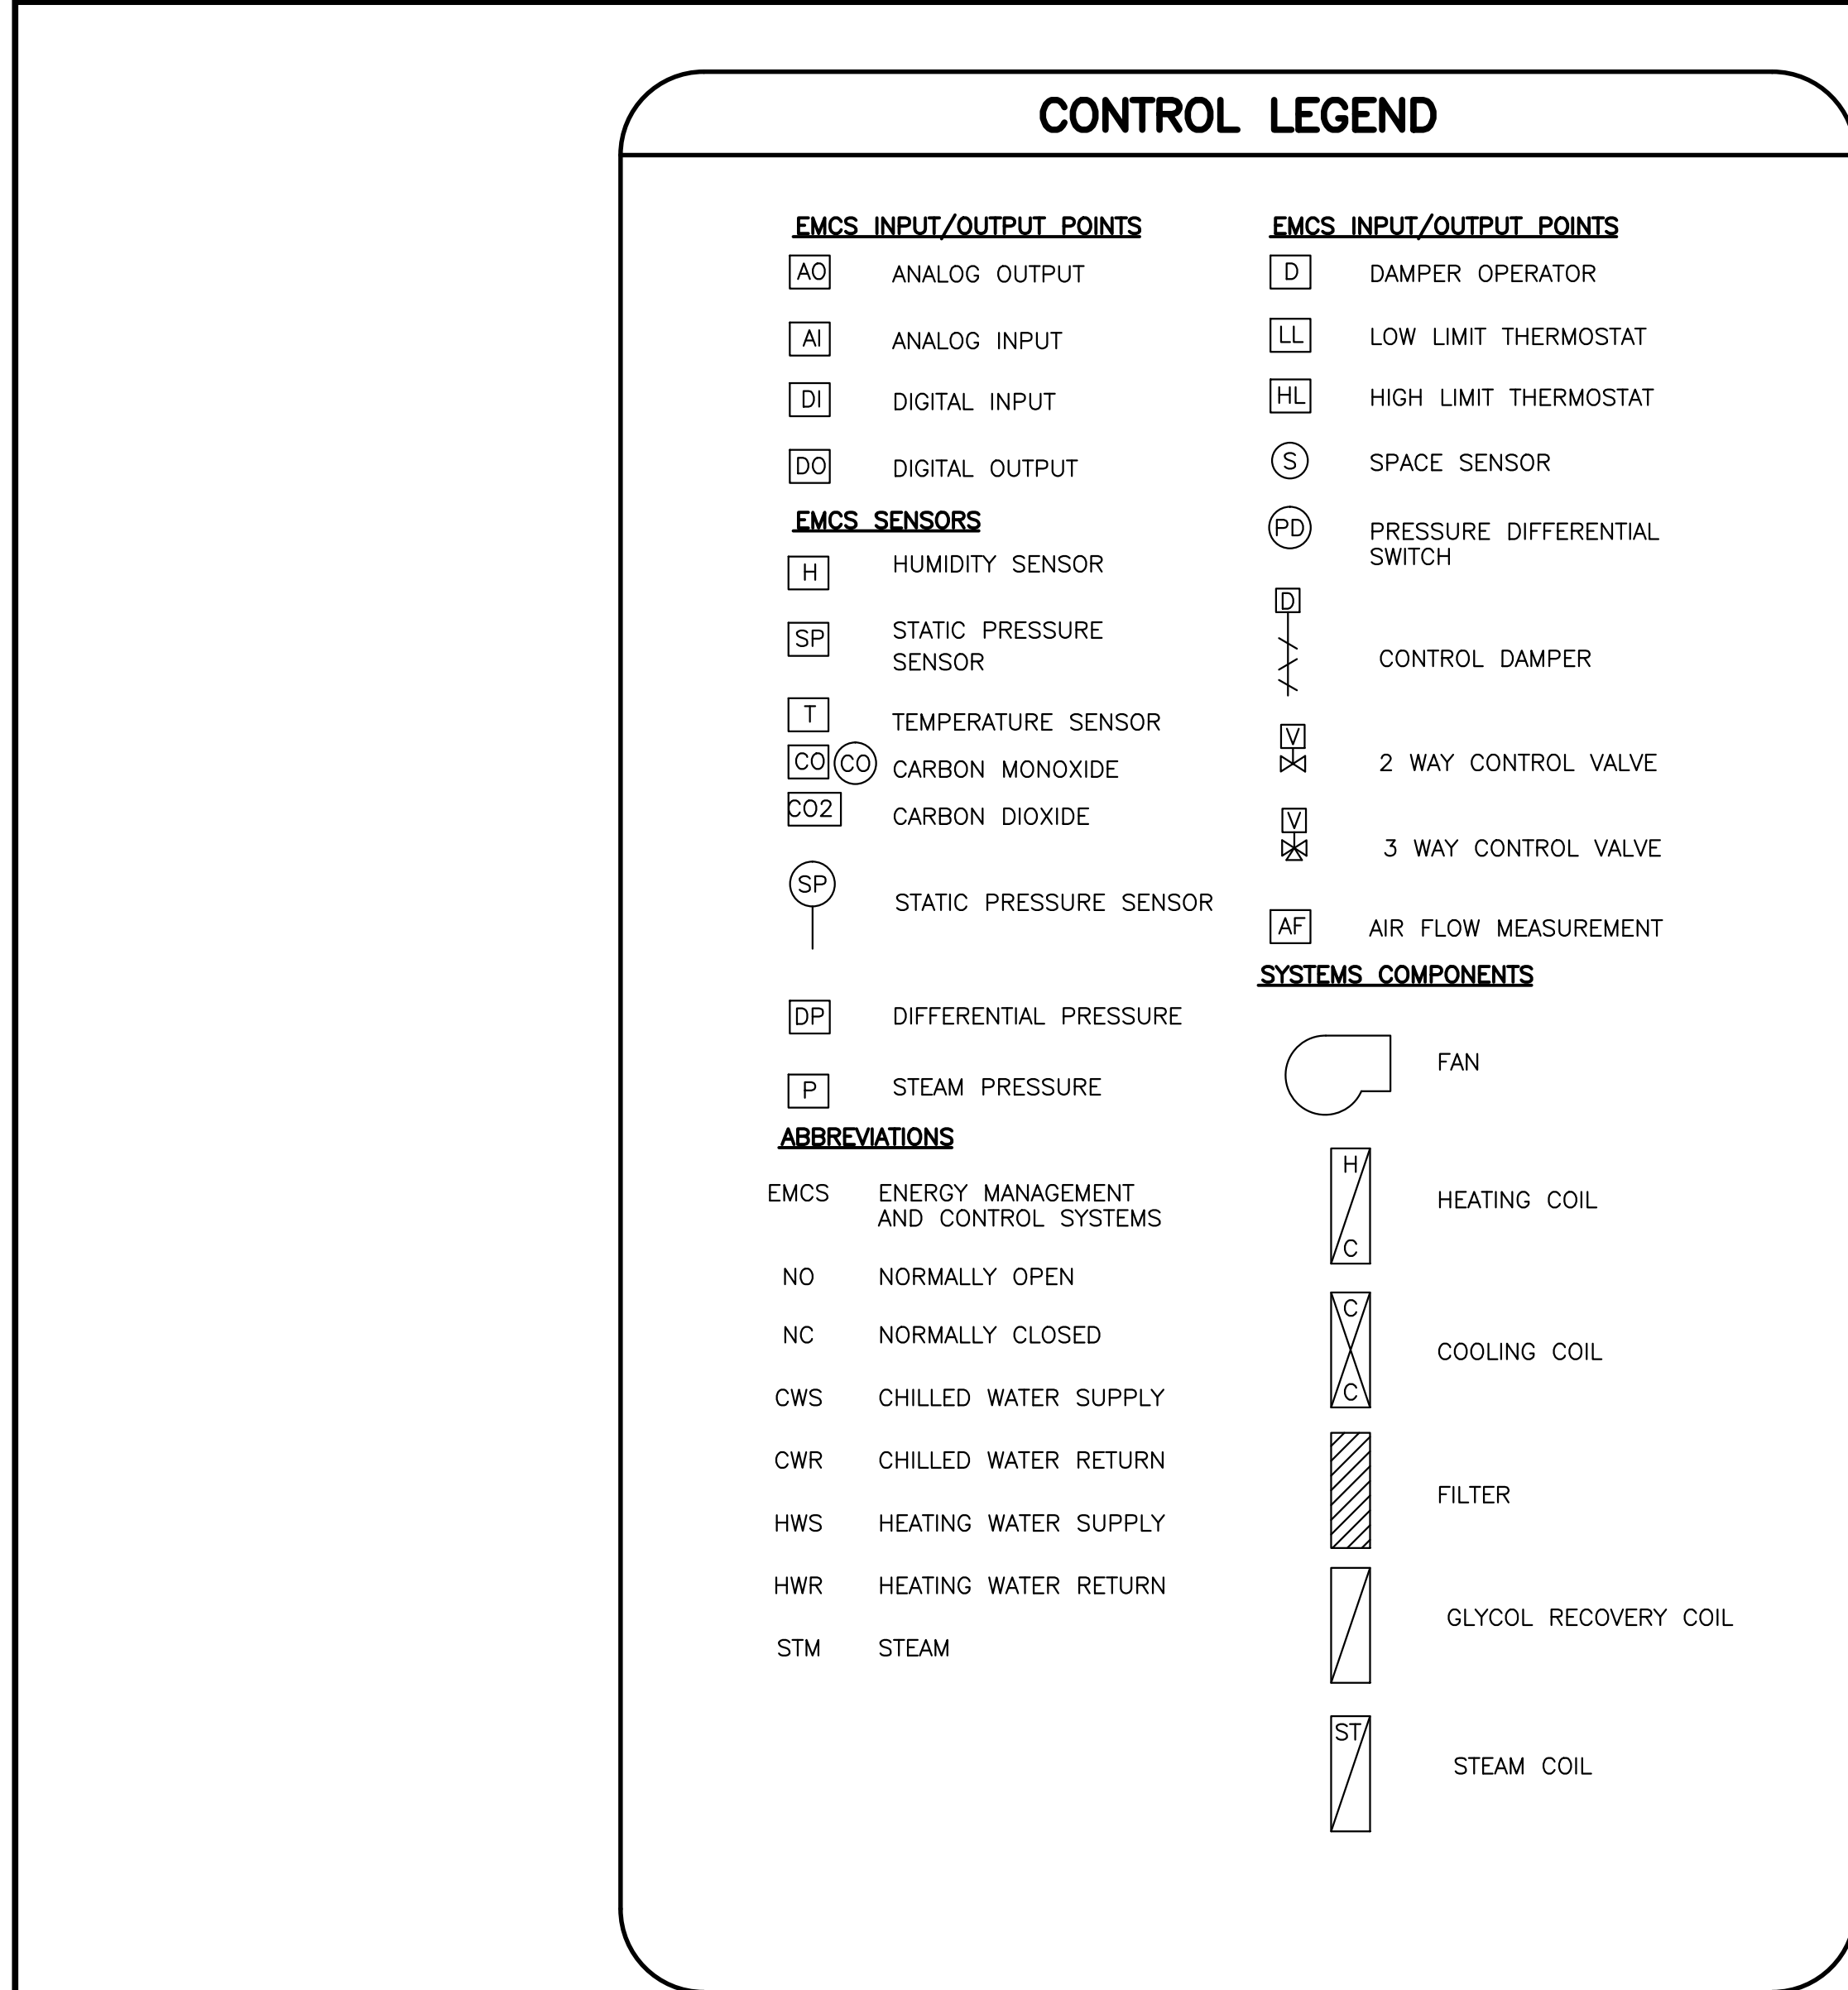 CONTROL LEGEND
EMCS INPUT/OUTPUT POINTS
AO ANALOG OUTPUT
AI ANALOG INPUT
DI DIGITAL INPUT
DO DIGITAL OUTPUT
EMCS SENSORS
H HUMIDITY SENSOR
SP STATIC PRESSURE
SENSOR
T TEMPERATURE SENSOR
CO CO CARBON MONOXIDE
CO2 CARBON DIOXIDE
SP STATIC PRESSURE SENSOR
DP DIFFERENTIAL PRESSURE
P STEAM PRESSURE
ABBREVIATIONS
EMCS ENERGY MANAGEMENT
AND CONTROL SYSTEMS
NO NORMALLY OPEN
NC NORMALLY CLOSED
CWS CHILLED WATER SUPPLY
CWR CHILLED WATER RETURN
HWS HEATING WATER SUPPLY
HWR HEATING WATER RETURN
STM STEAM
EMCS INPUT/OUTPUT POINTS
D DAMPER OPERATOR
LL LOW LIMIT THERMOSTAT
HL HIGH LIMIT THERMOSTAT
S SPACE SENSOR
PD PRESSURE DIFFERENTIAL
SWITCH
D
CONTROL DAMPER
V
2 WAY CONTROL VALVE
V
3 WAY CONTROL VALVE
AF AIR FLOW MEASUREMENT
SYSTEMS COMPONENTS
FAN
H
HEATING COIL
C
C
COOLING COIL
C
FILTER
GLYCOL RECOVERY COIL
ST
STEAM COIL